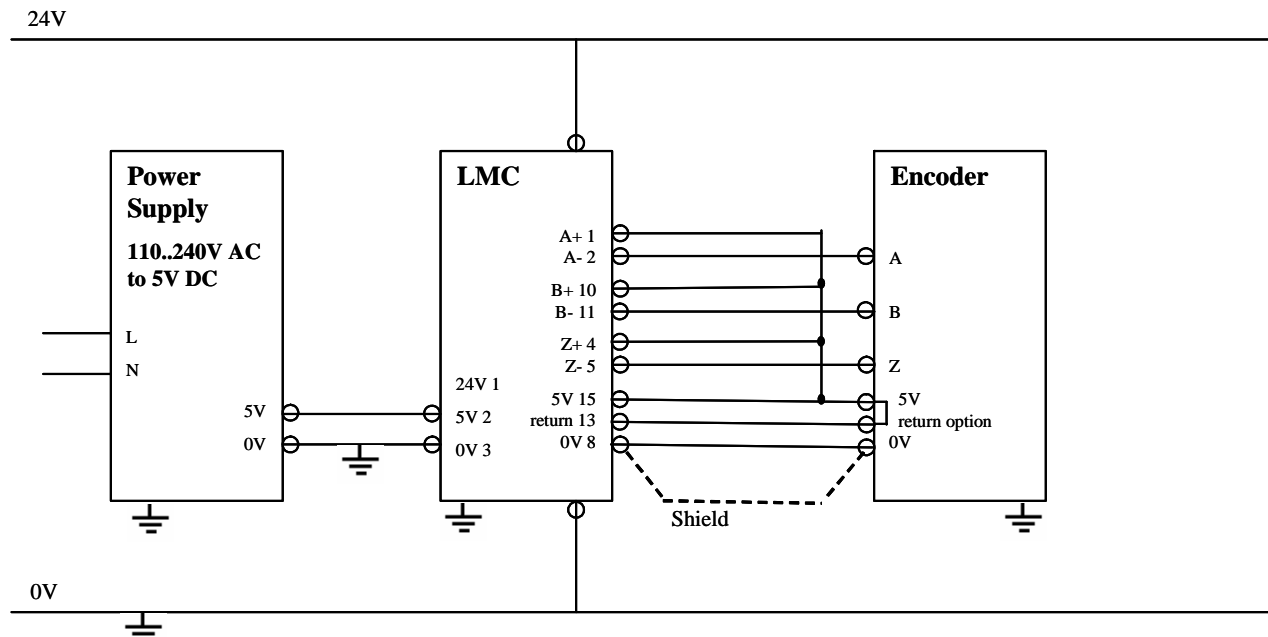 24V
Power
Supply
110..240V AC
to 5V DC
L
N
5V
0V
LMC
A+ 1
A- 2
B+ 10
B- 11
Z+ 4
Z- 5
24V 1
5V 2
0V 3
5V 15
return 13
0V 8
Encoder
A
B
Z
5V
return option
0V
Shield
0V